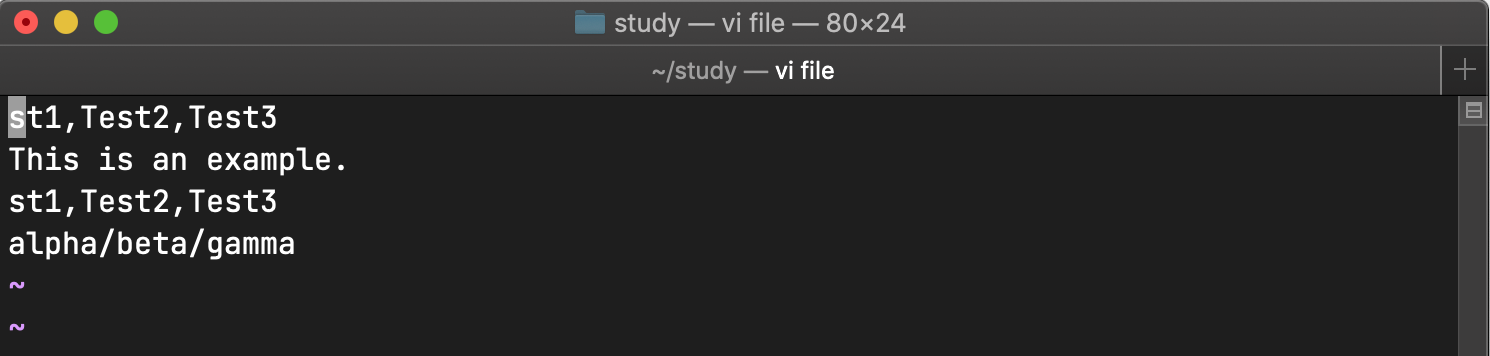 study — vi file — 80×24
~/study — vi file
st1,Test2,Test3
This is an example.
st1,Test2,Test3
alpha/beta/gamma
~
~